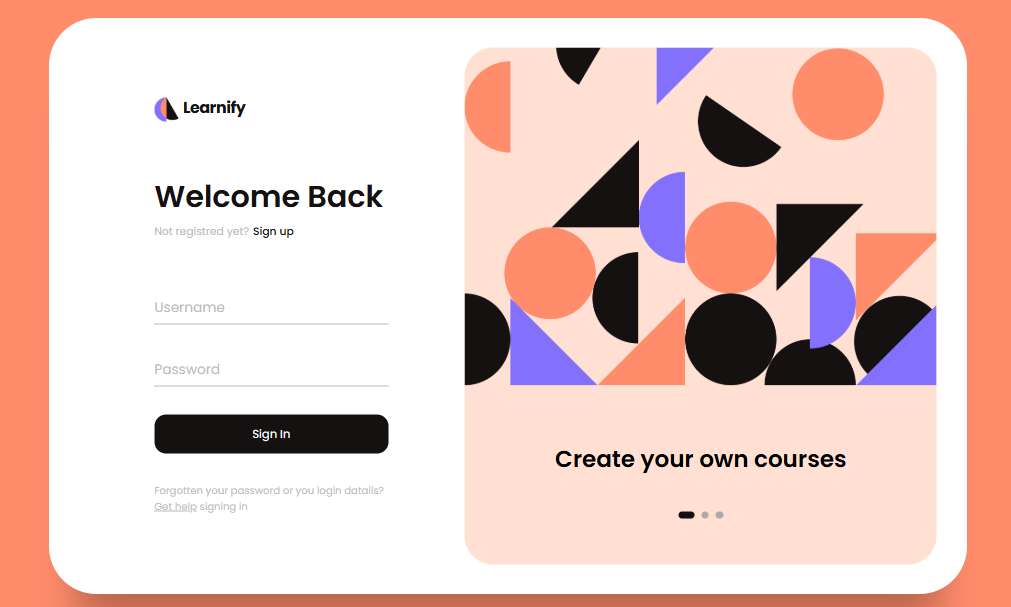 Learnify
Welcome Back
Not registred yet? Sign up
Username
Password
Sign In
Forgotten your password or you login datails?
Get help signing in
Create your own courses